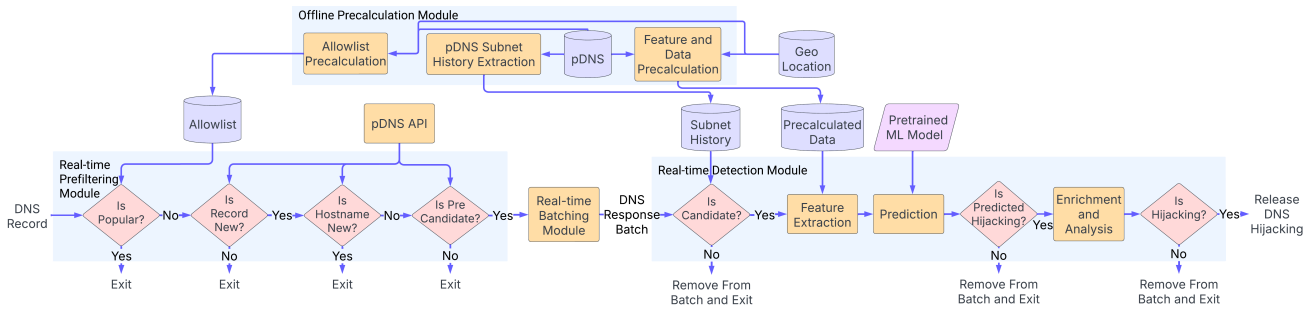 Offline Precalculation Module
Allowlist
Precalculation
pDNS Subnet
History Extraction
pDNS
Feature and
Data
Precalculation
Geo
Location
Allowlist
pDNS API
Subnet
History
Precalculated
Data
Pretrained
ML Model
Real-time
Prefiltering
Module
Real-time Detection Module
DNS
Record
Is
Popular?
No
Is
Record
New?
Yes
Is
Hostname
New?
No
Is Pre
Candidate?
Yes
Real-time
Batching
Module
DNS
Response
Batch
Is
Candidate?
Yes
Feature
Extraction
Prediction
Is
Predicted
Hijacking?
Yes
Enrichment
and
Analysis
Is
Hijacking?
Yes
Release
DNS
Hijacking
Yes
No
Yes
No
No
No
No
Exit
Exit
Exit
Exit
Remove From
Batch and Exit
Remove From
Batch and Exit
Remove From
Batch and Exit